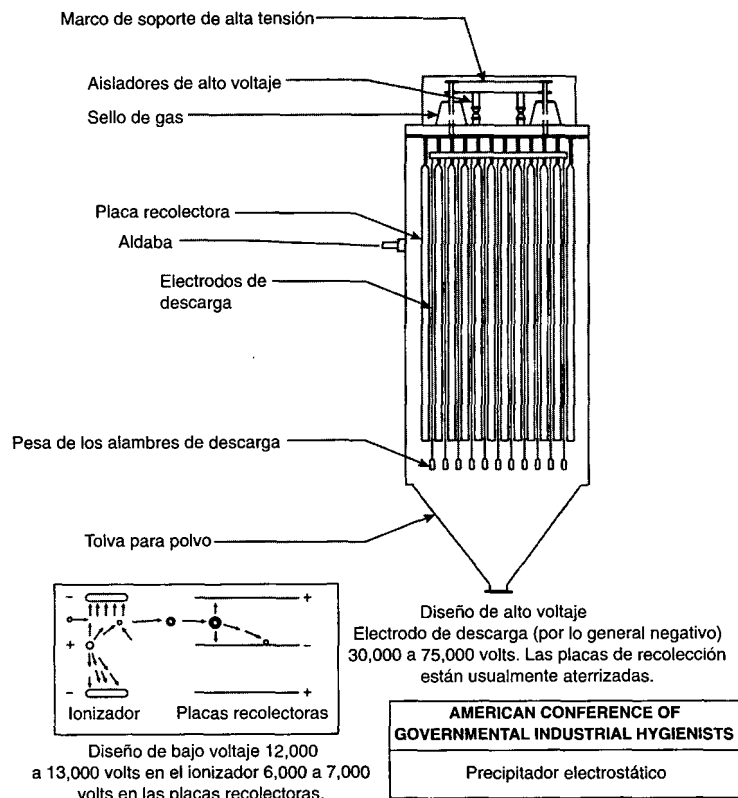 Marco de soporte de alta tensión
Aisladores de alto voltaje
Sello de gas
Placa recolectora
Aldaba
Electrodos de
descarga
Pesa de los alambres de descarga
Tolva para polvo
- - + + + - - - +
Ionizador Placas recolectoras
Diseño de bajo voltaje 12,000
a 13,000 volts en el ionizador 6,000 a 7,000
volts en las placas recolectoras.
Diseño de alto voltaje
Electrodo de descarga (por lo general negativo)
30,000 a 75,000 volts. Las placas de recolección
están usualmente aterrizadas.
AMERICAN CONFERENCE OF
GOVERNMENTAL INDUSTRIAL HYGIENISTS
Precipitador electrostático